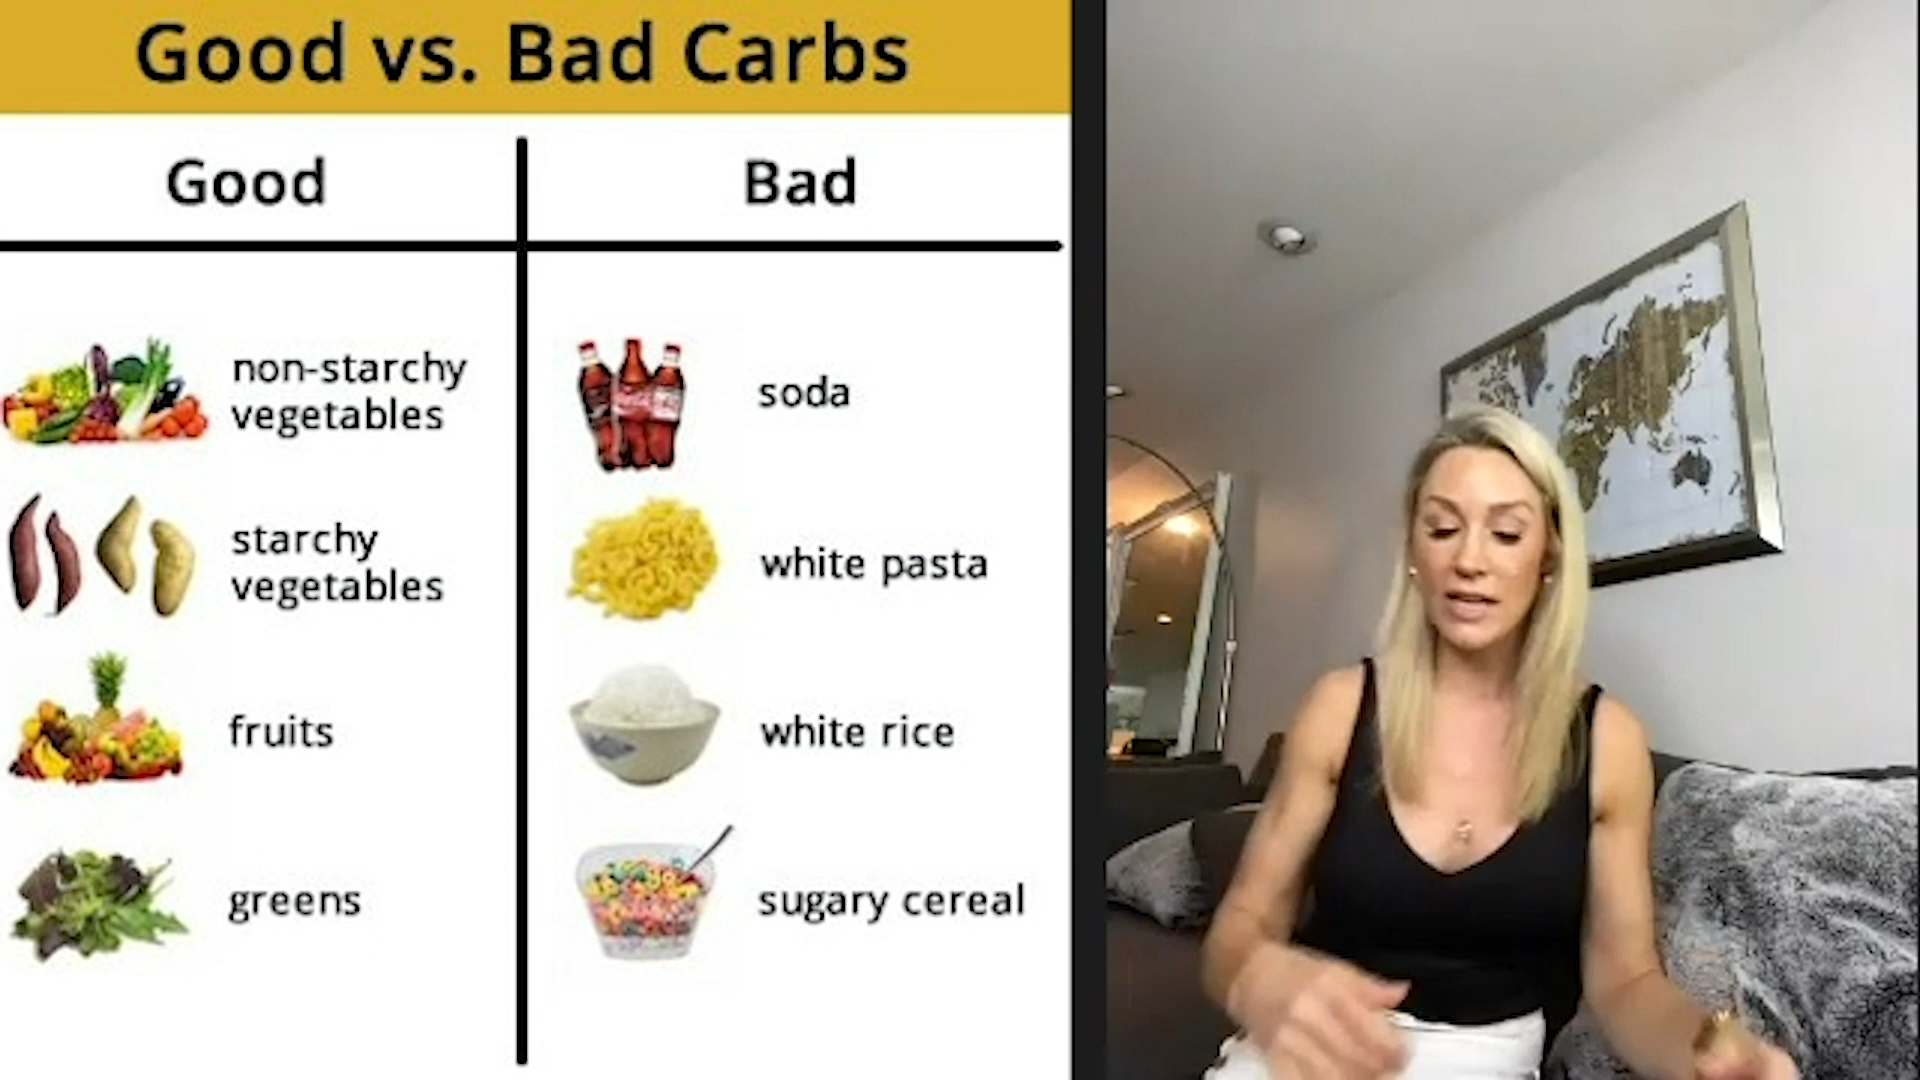 Good vs. Bad Carbs
Good
Bad
non-starchy
vegetables
soda
starchy
vegetables
white pasta
fruits
white rice
greens
sugary cereal